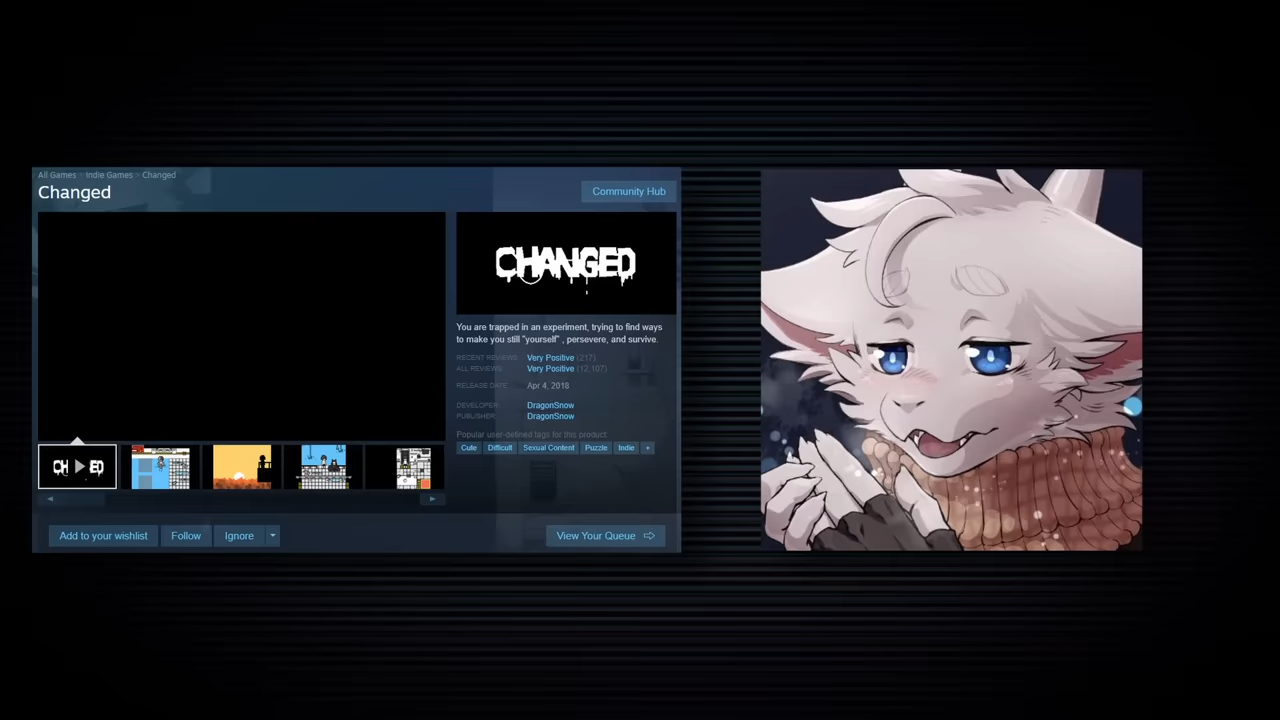 All Games > Indie Games > Changed
Changed
Community Hub
CHANGED
You are trapped in an experiment, trying to find ways
to make you still "yourself" , persevere, and survive.
RECENT REVIEWS: Very Positive (217)
ALL REVIEWS: Very Positive (12,107)
RELEASE DATE: Apr 4, 2018
DEVELOPER: DragonSnow
PUBLISHER: DragonSnow
Popular user-defined tags for this product:
Cute Difficult Sexual Content Puzzle Indie +
Add to your wishlist Follow Ignore View Your Queue